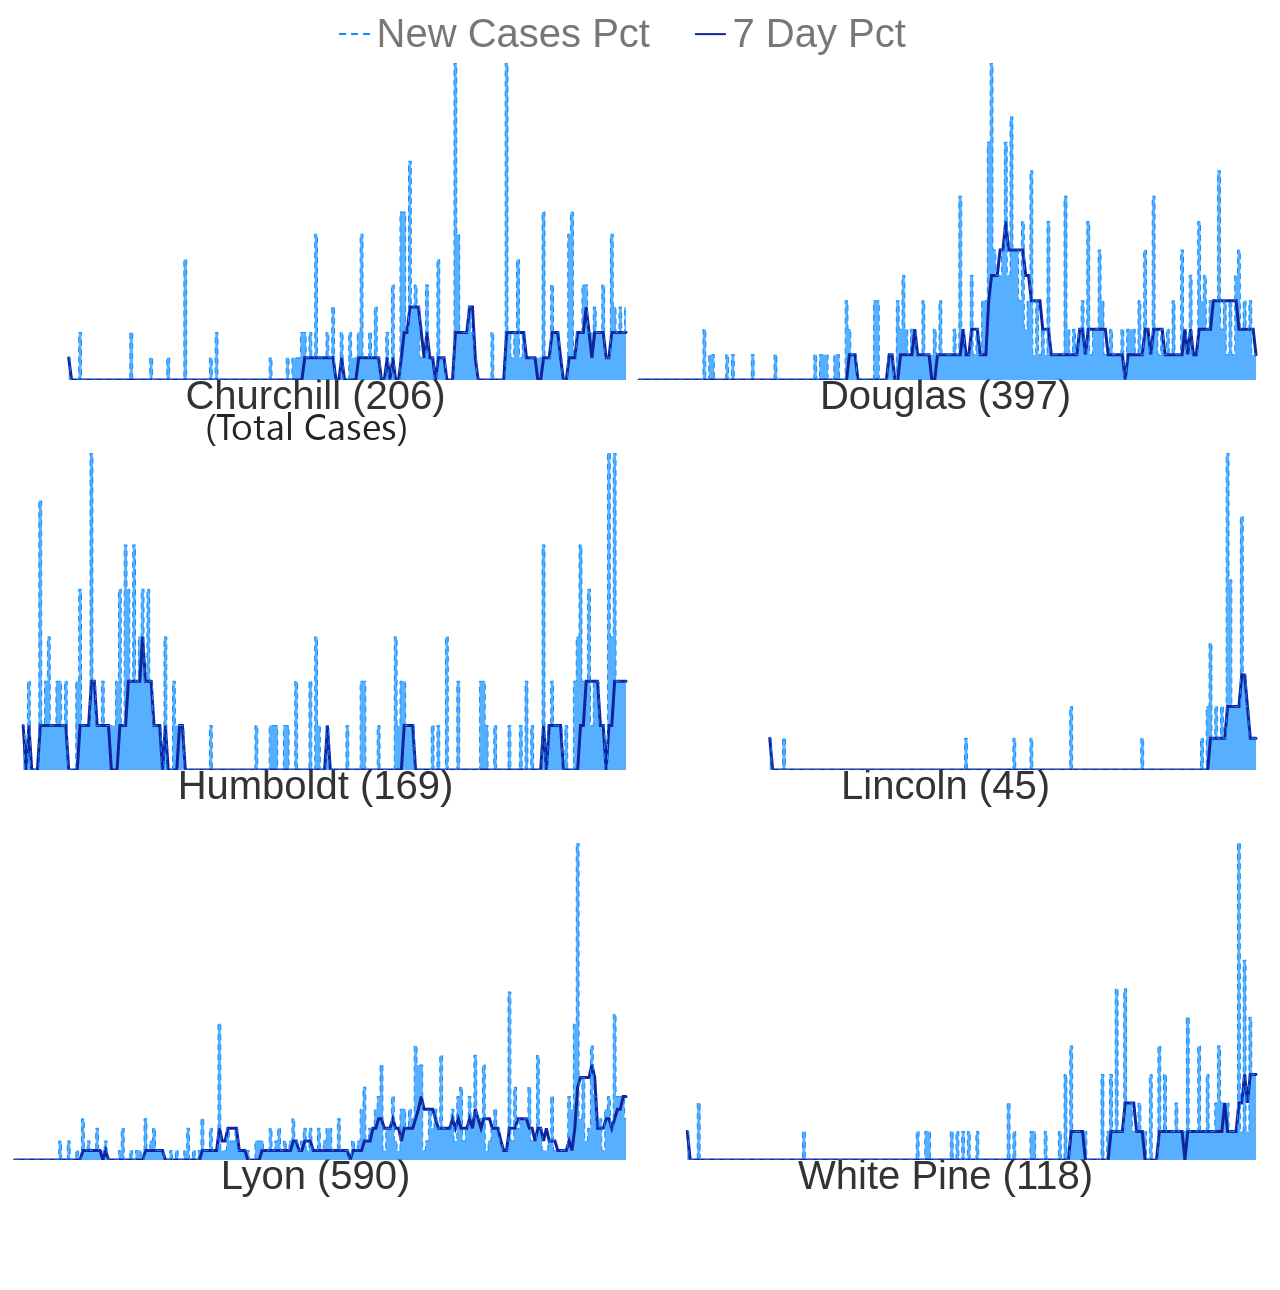 New Cases Pct 7 Day Pct
Churchill (206) Douglas (397)
(Total Cases)
Humboldt (169) Lincoln (45)
Lyon (590) White Pine (118)